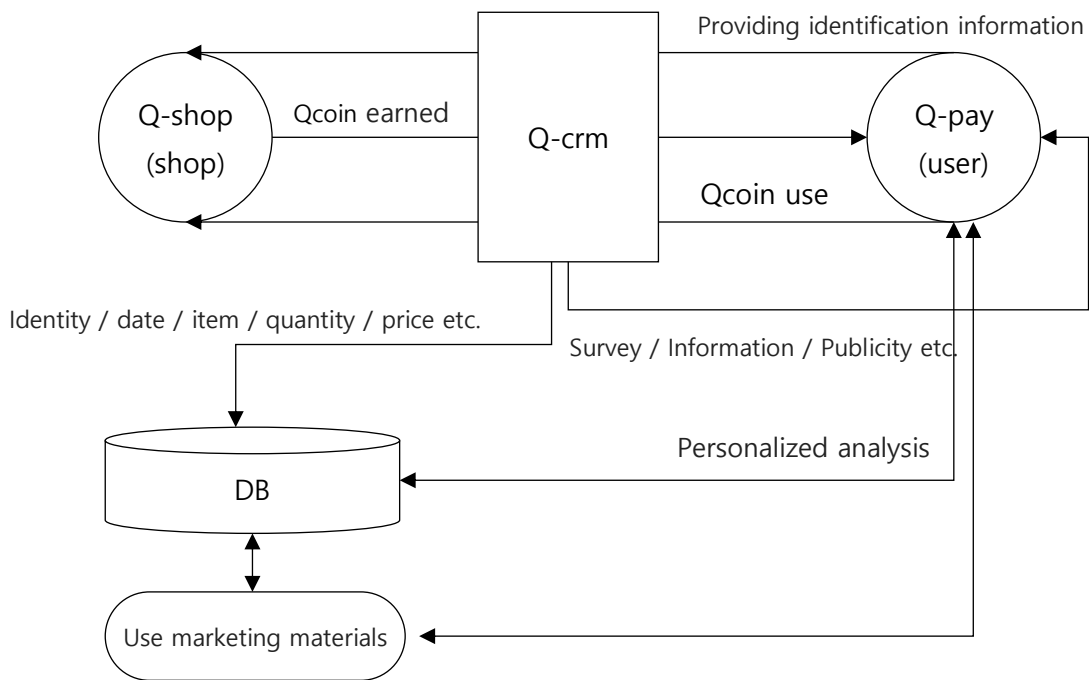 Providing identification information
Q-shop
(shop)
Qcoin earned
Q-crm
Q-pay
(user)
Qcoin use
Identity / date / item / quantity / price etc.
Survey / Information / Publicity etc.
Personalized analysis
DB
Use marketing materials